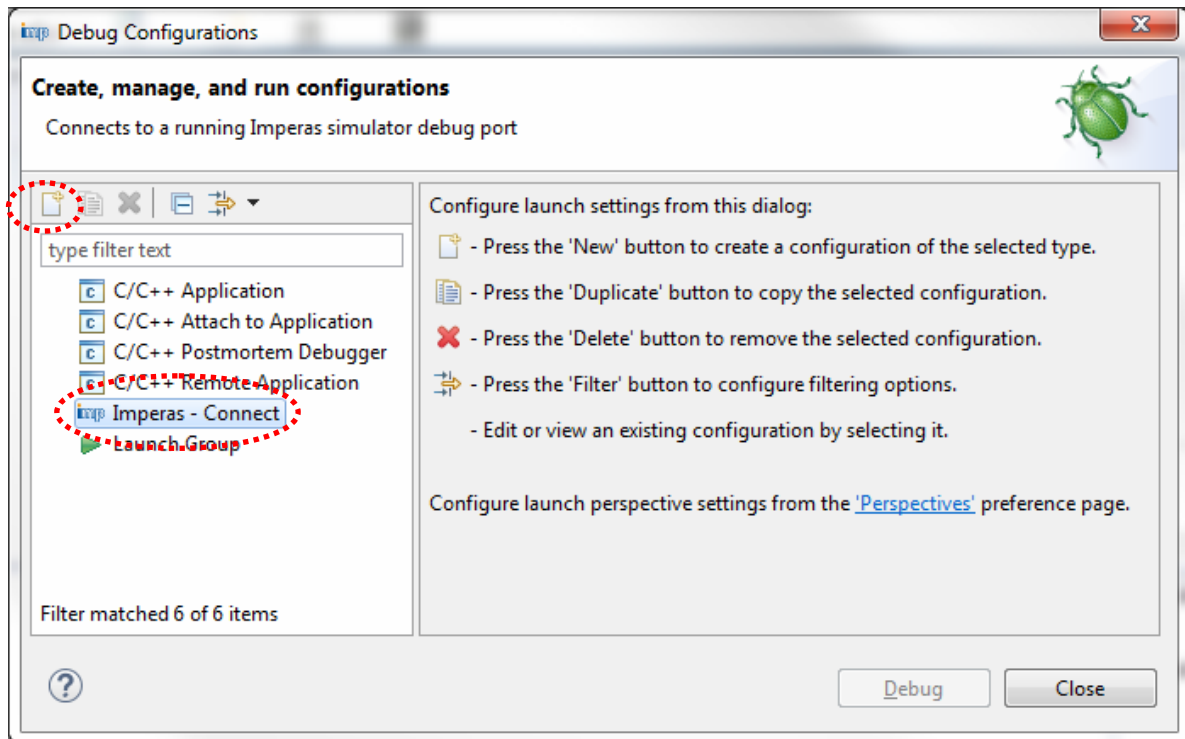 imp Debug Configurations
Create, manage, and run configurations
Connects to a running Imperas simulator debug port
type filter text
c C/C++ Application
c C/C++ Attach to Application
c C/C++ Postmortem Debugger
c C/C++ Remote Application
imp Imperas - Connect
Launch Group
Filter matched 6 of 6 items
Configure launch settings from this dialog:
- Press the 'New' button to create a configuration of the selected type.
- Press the 'Duplicate' button to copy the selected configuration.
- Press the 'Delete' button to remove the selected configuration.
- Press the 'Filter' button to configure filtering options.
- Edit or view an existing configuration by selecting it.
Configure launch perspective settings from the 'Perspectives' preference page.
?
Debug
Close